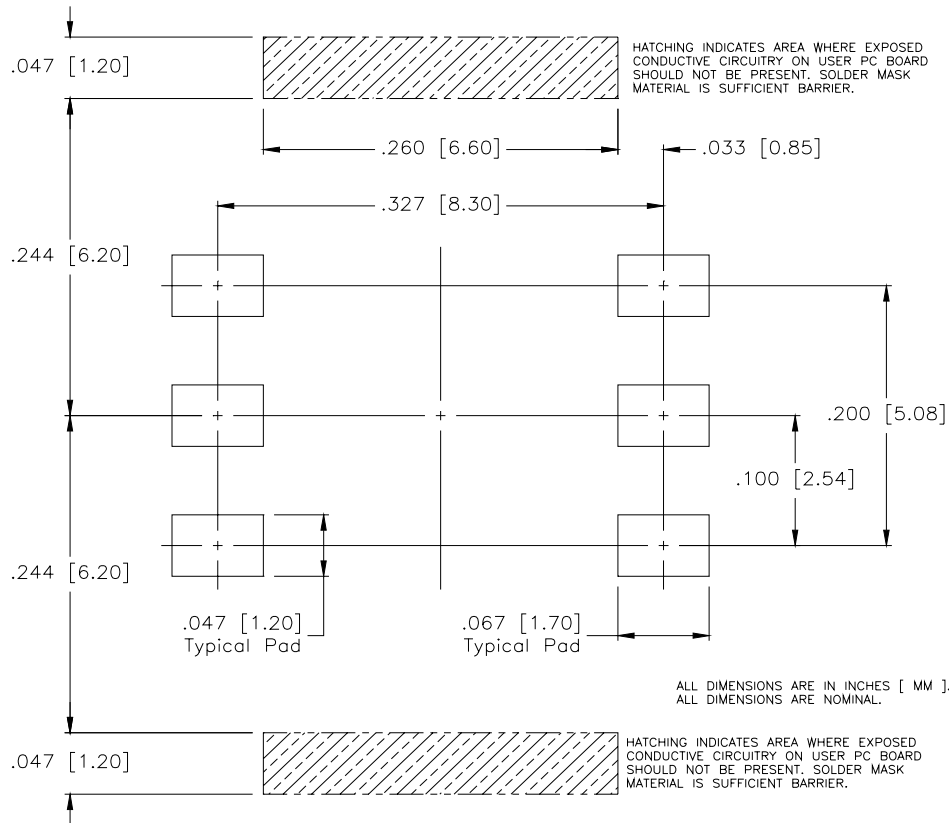 .047 [1.20]
HATCHING INDICATES AREA WHERE EXPOSED
CONDUCTIVE CIRCUITRY ON USER PC BOARD
SHOULD NOT BE PRESENT. SOLDER MASK
MATERIAL IS SUFFICIENT BARRIER.
.260 [6.60]
.033 [0.85]
.327 [8.30]
.244 [6.20]
.200 [5.08]
.100 [2.54]
.244 [6.20]
.047 [1.20]
Typical Pad
.067 [1.70]
Typical Pad
ALL DIMENSIONS ARE IN INCHES [ MM ].
ALL DIMENSIONS ARE NOMINAL.
.047 [1.20]
HATCHING INDICATES AREA WHERE EXPOSED
CONDUCTIVE CIRCUITRY ON USER PC BOARD
SHOULD NOT BE PRESENT. SOLDER MASK
MATERIAL IS SUFFICIENT BARRIER.